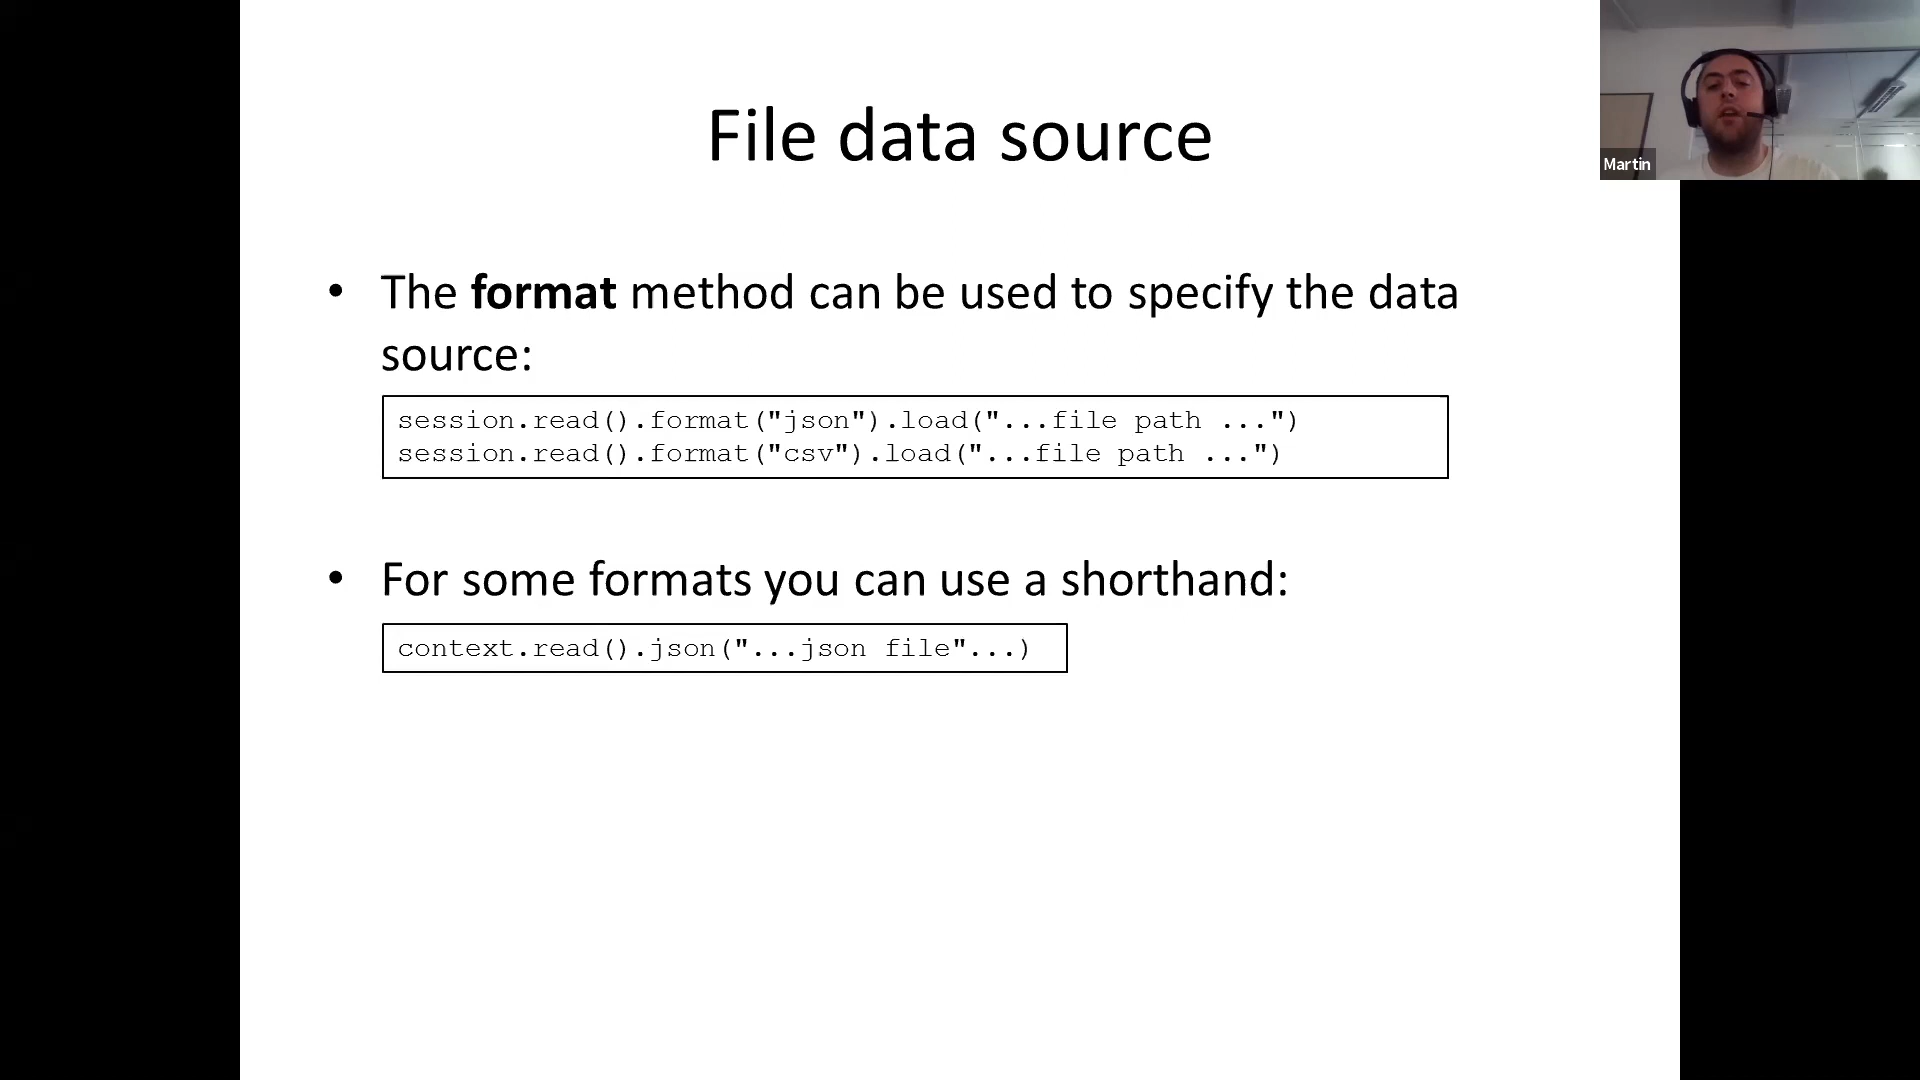 File data source
Martin
• The format method can be used to specify the data
source:
session.read().format("json").load("...file path ...")
session.read().format("csv").load("...file path ...")
• For some formats you can use a shorthand:
context.read().json("...json file"...)